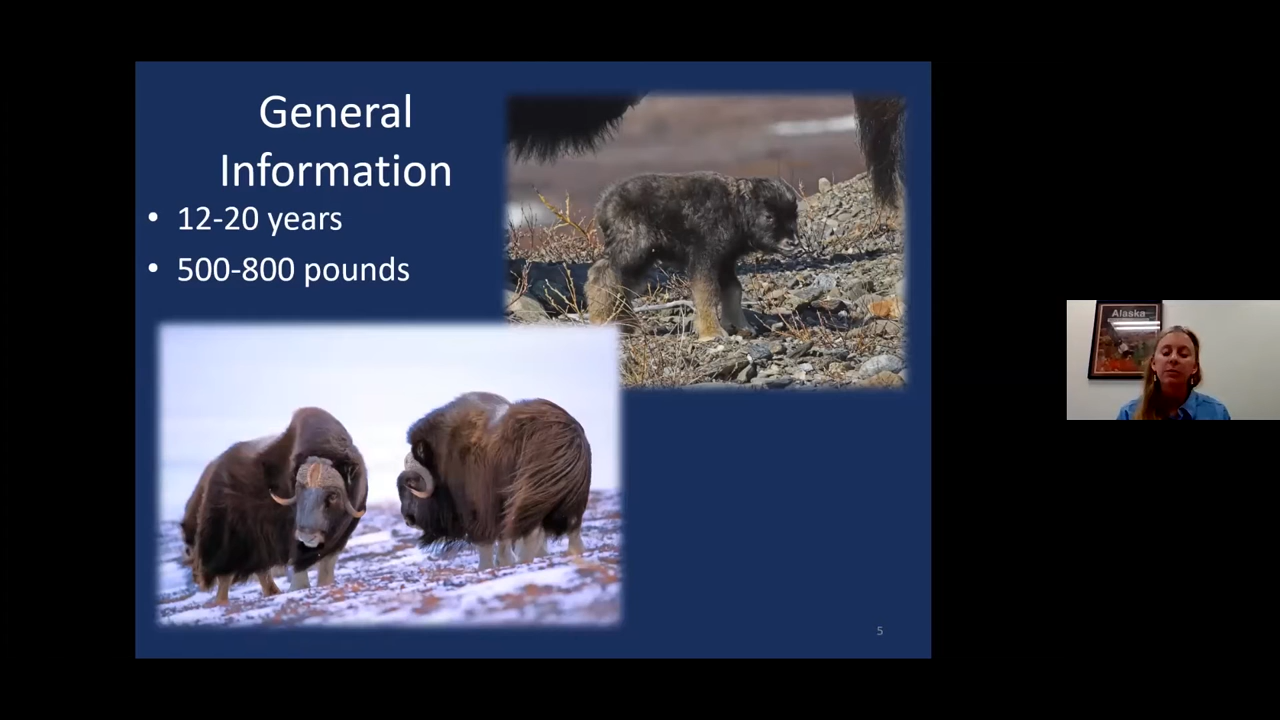 General
Information
• 12-20 years
• 500-800 pounds
5
Alaska